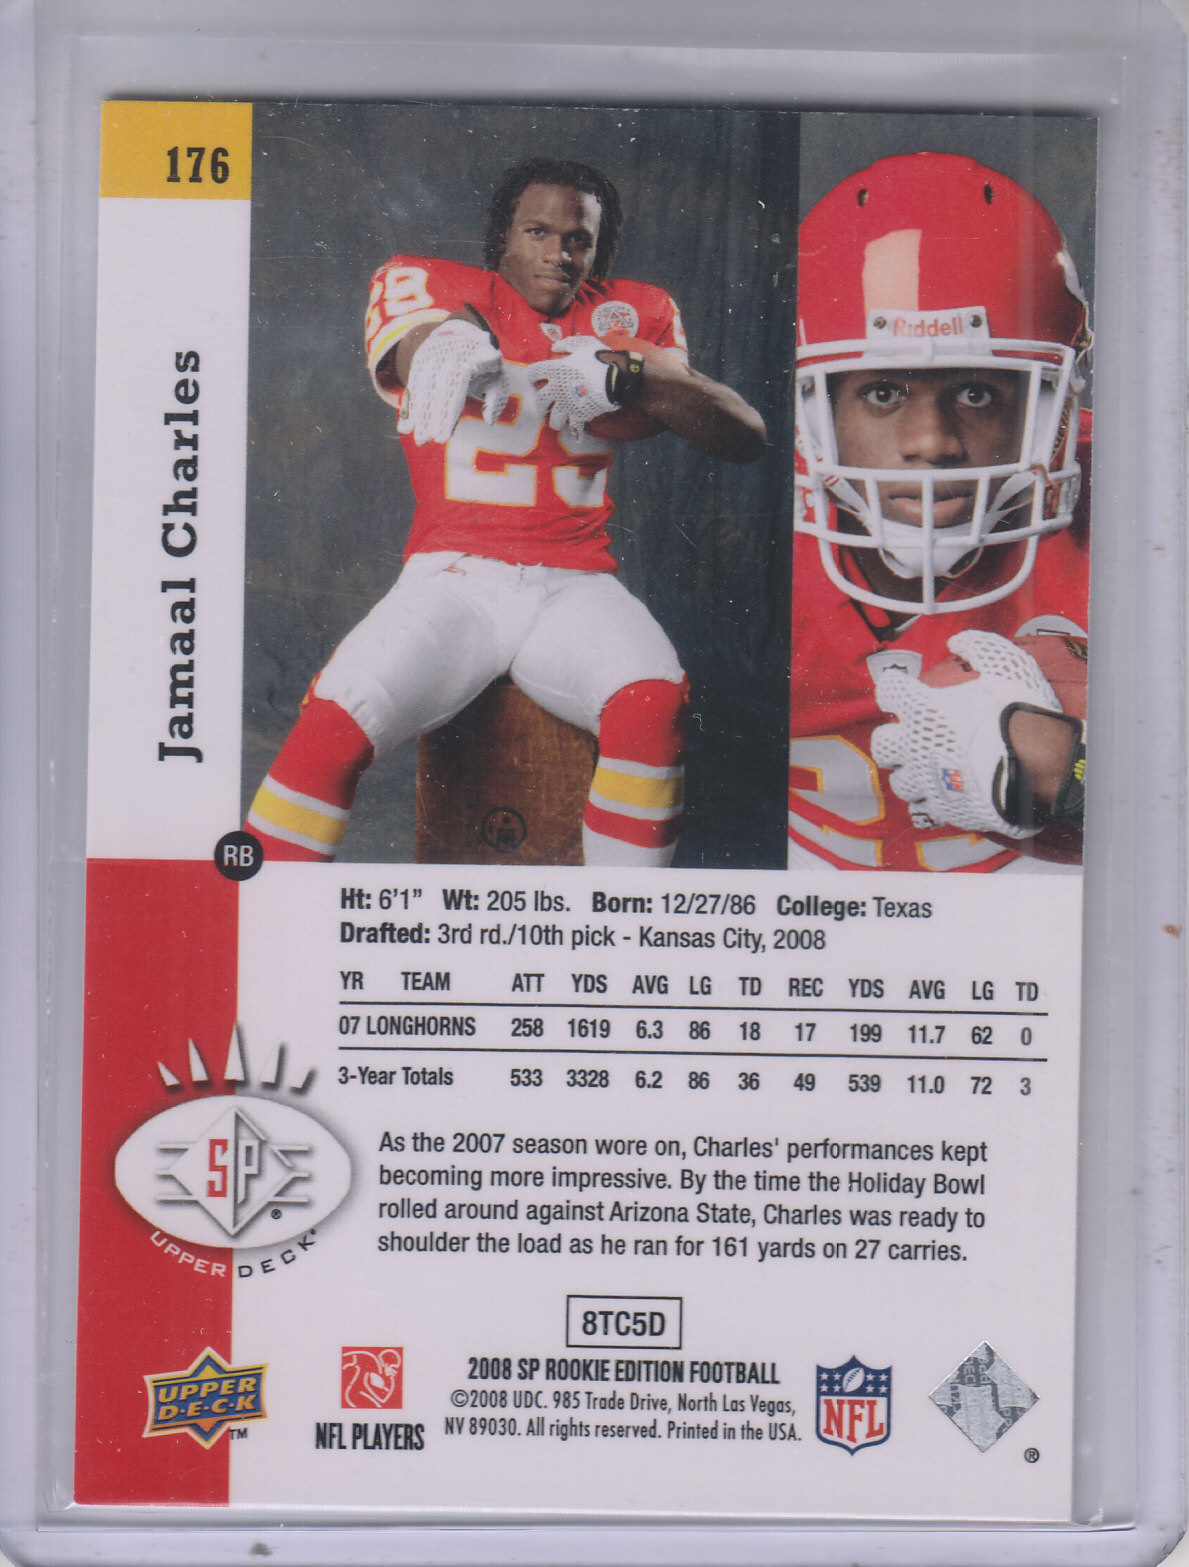 176
Jamaal Charles
RB
28
25
Riddell
Ht: 6'1" Wt: 205 lbs. Born: 12/27/86 College: Texas
Drafted: 3rd rd./10th pick - Kansas City, 2008
YR TEAM ATT YDS AVG LG TD REC YDS AVG LG TD
07 LONGHORNS 258 1619 6.3 86 18 17 199 11.7 62 0
3-Year Totals 533 3328 6.2 86 36 49 539 11.0 72 3
As the 2007 season wore on, Charles' performances kept
becoming more impressive. By the time the Holiday Bowl
rolled around against Arizona State, Charles was ready to
shoulder the load as he ran for 161 yards on 27 carries.
SP®
UPPER DECK
8TC5D
UPPER
D·E·C·K
TM
NFL PLAYERS
2008 SP ROOKIE EDITION FOOTBALL
©2008 UDC. 985 Trade Drive, North Las Vegas,
NV 89030. All rights reserved. Printed in the USA.
NFL
®